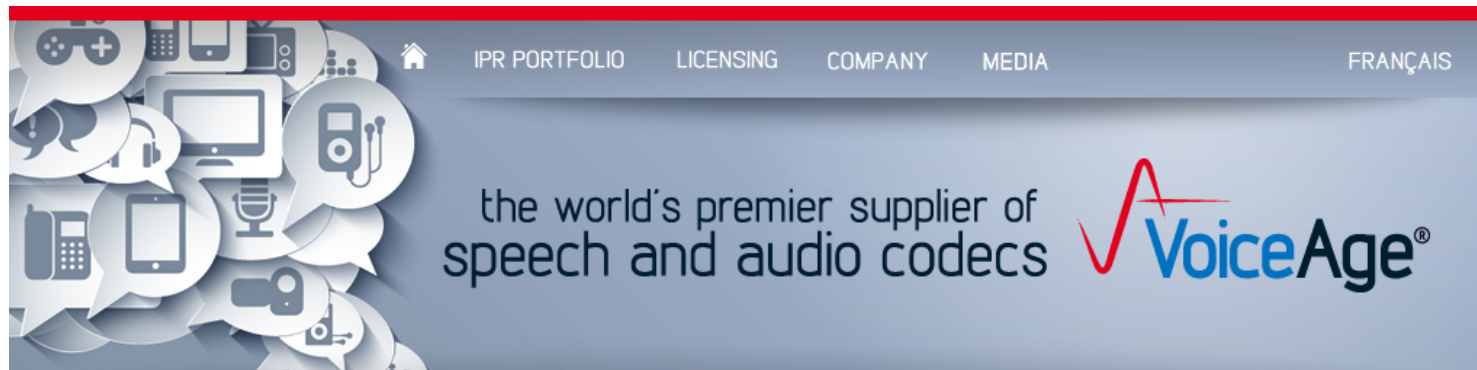 IPR PORTFOLIO LICENSING COMPANY MEDIA FRANÇAIS
the world's premier supplier of
speech and audio codecs
VoiceAge®